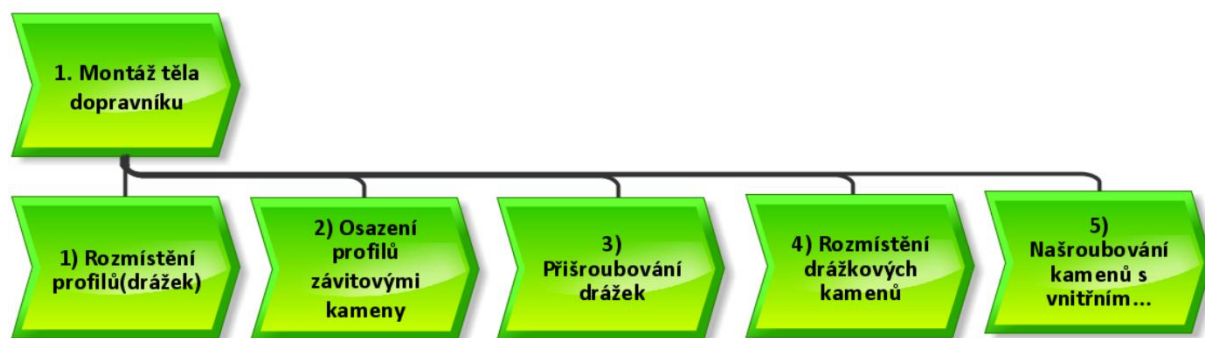 1. Montáž těla
dopravníku
1) Rozmístění
profilů(drážek)
2) Osazení
profilů
závitovými
kameny
3)
Přišroubování
drážek
4) Rozmístění
drážkových
kamenů
5)
Našroubování
kamenů s
vnitřním...